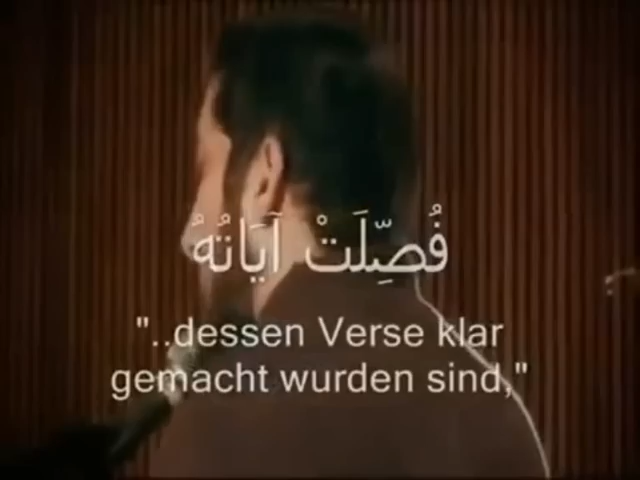 فُصِّلَتْ آيَاتُهُ
"..dessen Verse klar
gemacht wurden sind,"